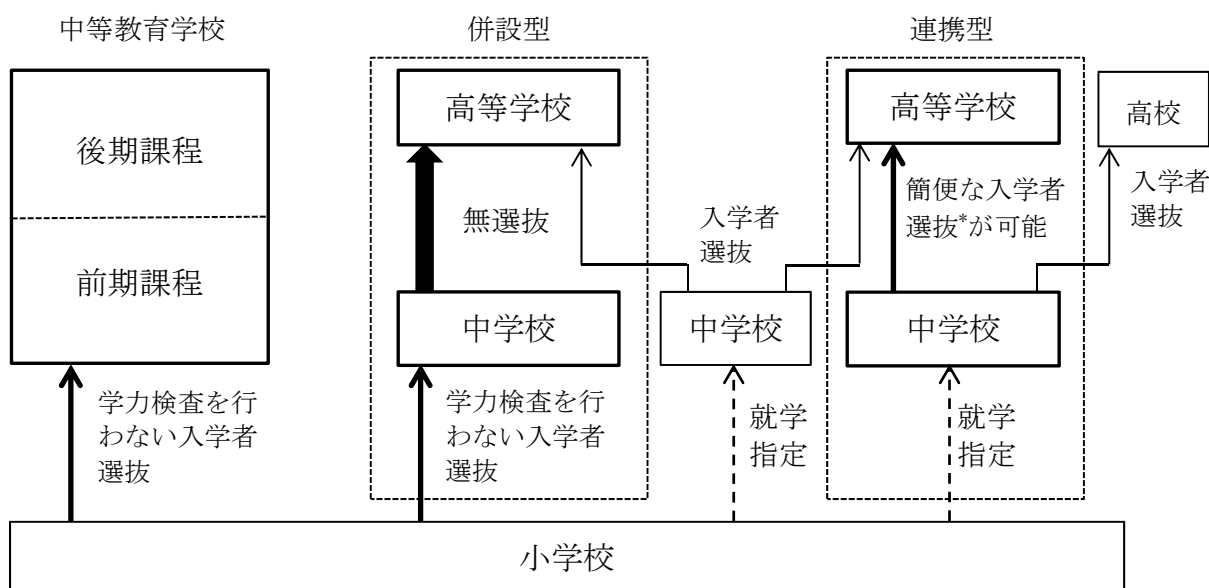 中等教育学校
併設型
連携型
後期課程
前期課程
高等学校
高等学校
高校
無選抜
入学者
選抜
簡便な入学者
選抜*が可能
入学者
選抜
中学校
中学校
中学校
学力検査を行
わない入学者
選抜
学力検査を行
わない入学者
選抜
就学
指定
就学
指定
小学校